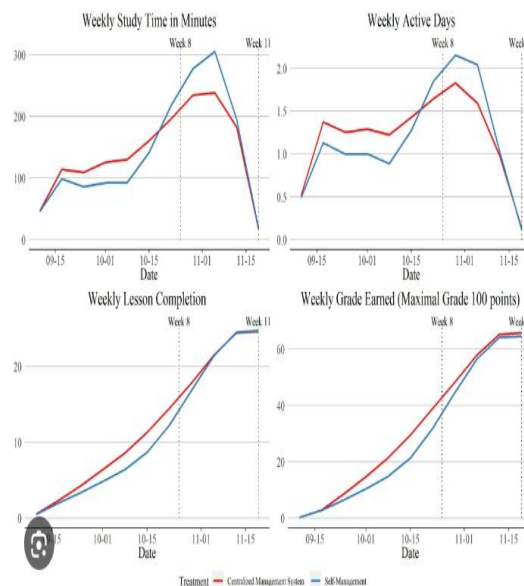 Weekly Study Time in Minutes
Week 8
Week 11
300
200
100
0
09-15
10-01
10-15
11-01
11-15
Date
Weekly Active Days
Week 8
Week
2.0
1.5
1.0
0.5
0.0
09-15
10-01
10-15
11-01
11-15
Date
Weekly Lesson Completion
Week 8
Week 11
20
10
0
10-01
10-15
11-01
11-15
Date
Weekly Grade Earned (Maximal Grade 100 points)
Week 8
Week
60
40
20
0
09-15
10-01
10-15
11-01
11-15
Date
Treatment Centralized Management System Self-Management